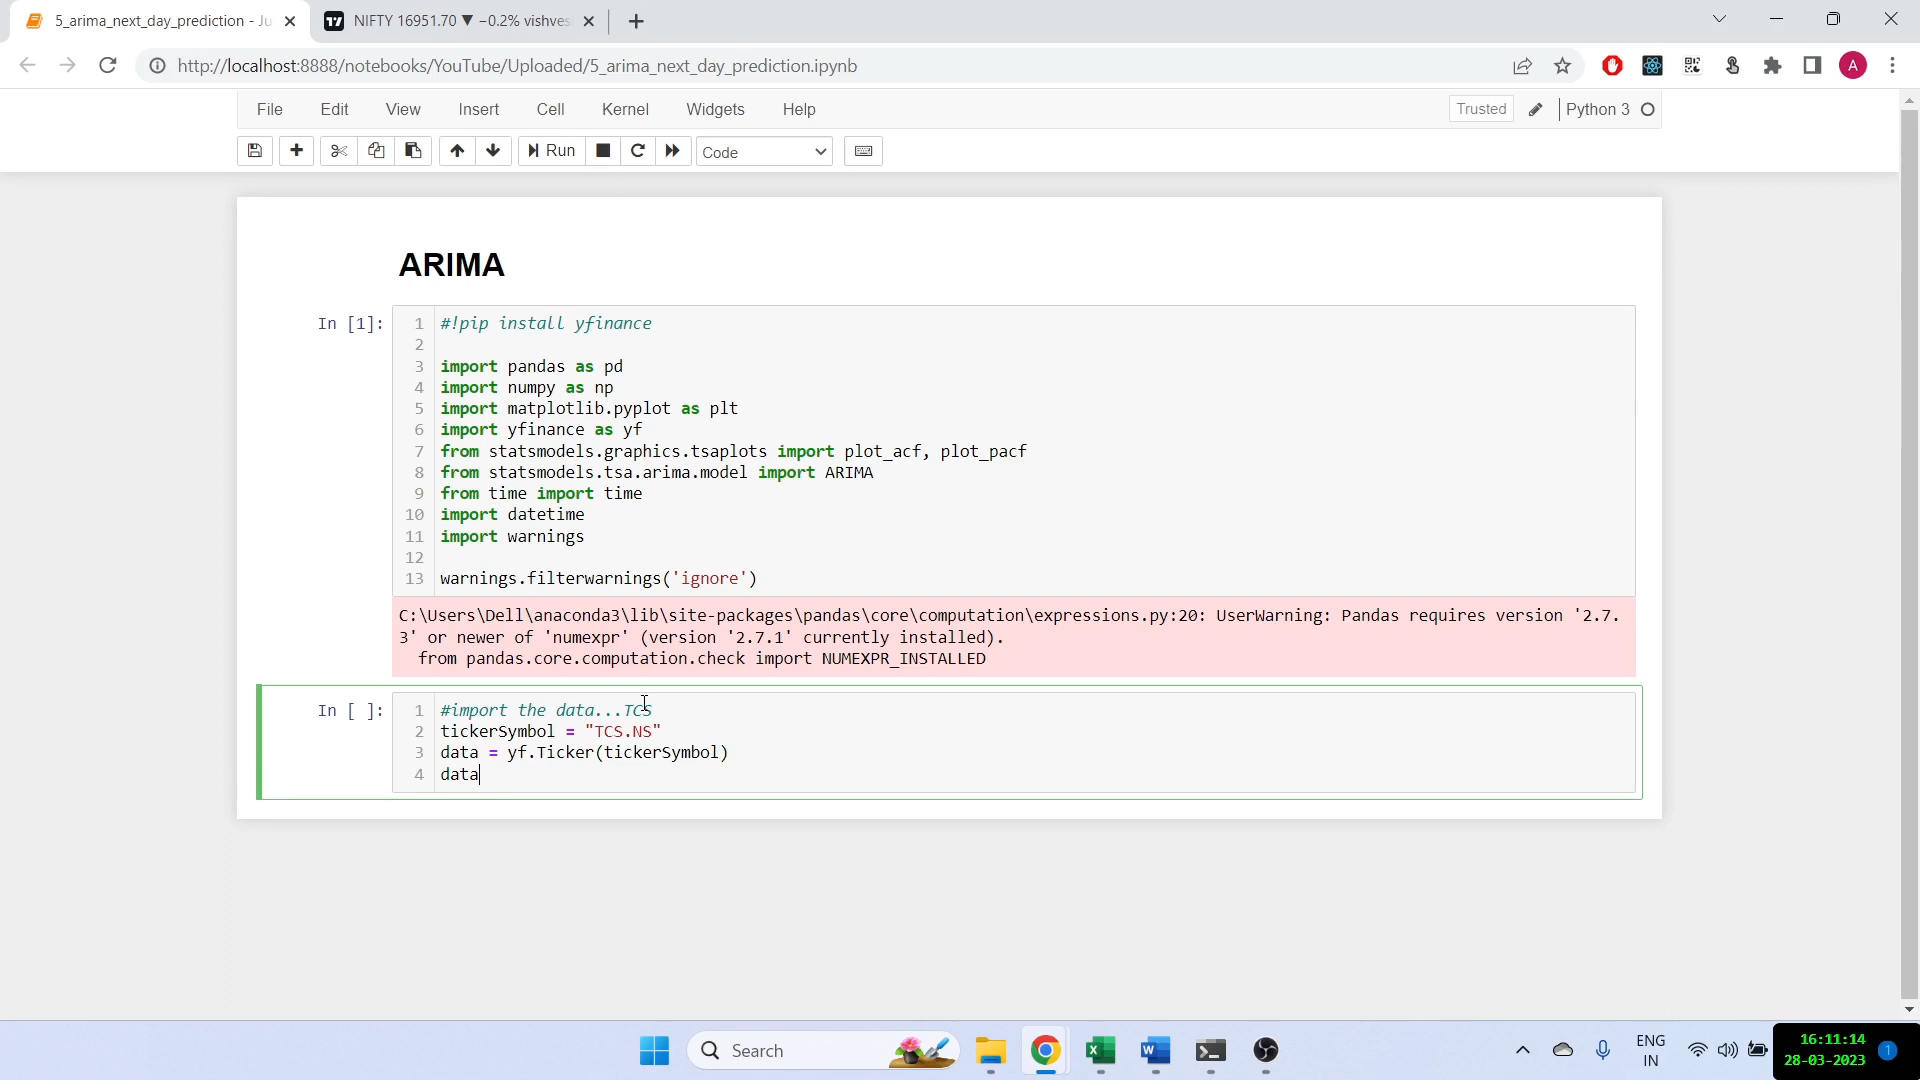 5_arima_next_day_prediction - Ju
NIFTY 16951.70 ▼ −0.2% vishves
http://localhost:8888/notebooks/YouTube/Uploaded/5_arima_next_day_prediction.ipynb
A
File Edit View Insert Cell Kernel Widgets Help
Trusted Python 3
Run Code
ARIMA
In [1]:
1 #!pip install yfinance
2
3 import pandas as pd
4 import numpy as np
5 import matplotlib.pyplot as plt
6 import yfinance as yf
7 from statsmodels.graphics.tsaplots import plot_acf, plot_pacf
8 from statsmodels.tsa.arima.model import ARIMA
9 from time import time
10 import datetime
11 import warnings
12
13 warnings.filterwarnings('ignore')
C:\Users\Dell\anaconda3\lib\site-packages\pandas\core\computation\expressions.py:20: UserWarning: Pandas requires version '2.7.
3' or newer of 'numexpr' (version '2.7.1' currently installed).
from pandas.core.computation.check import NUMEXPR_INSTALLED
In [ ]:
1 #import the data...TCS
2 tickerSymbol = "TCS.NS"
3 data = yf.Ticker(tickerSymbol)
4 data
Search
ENG
IN
16:11:14
28-03-2023
1